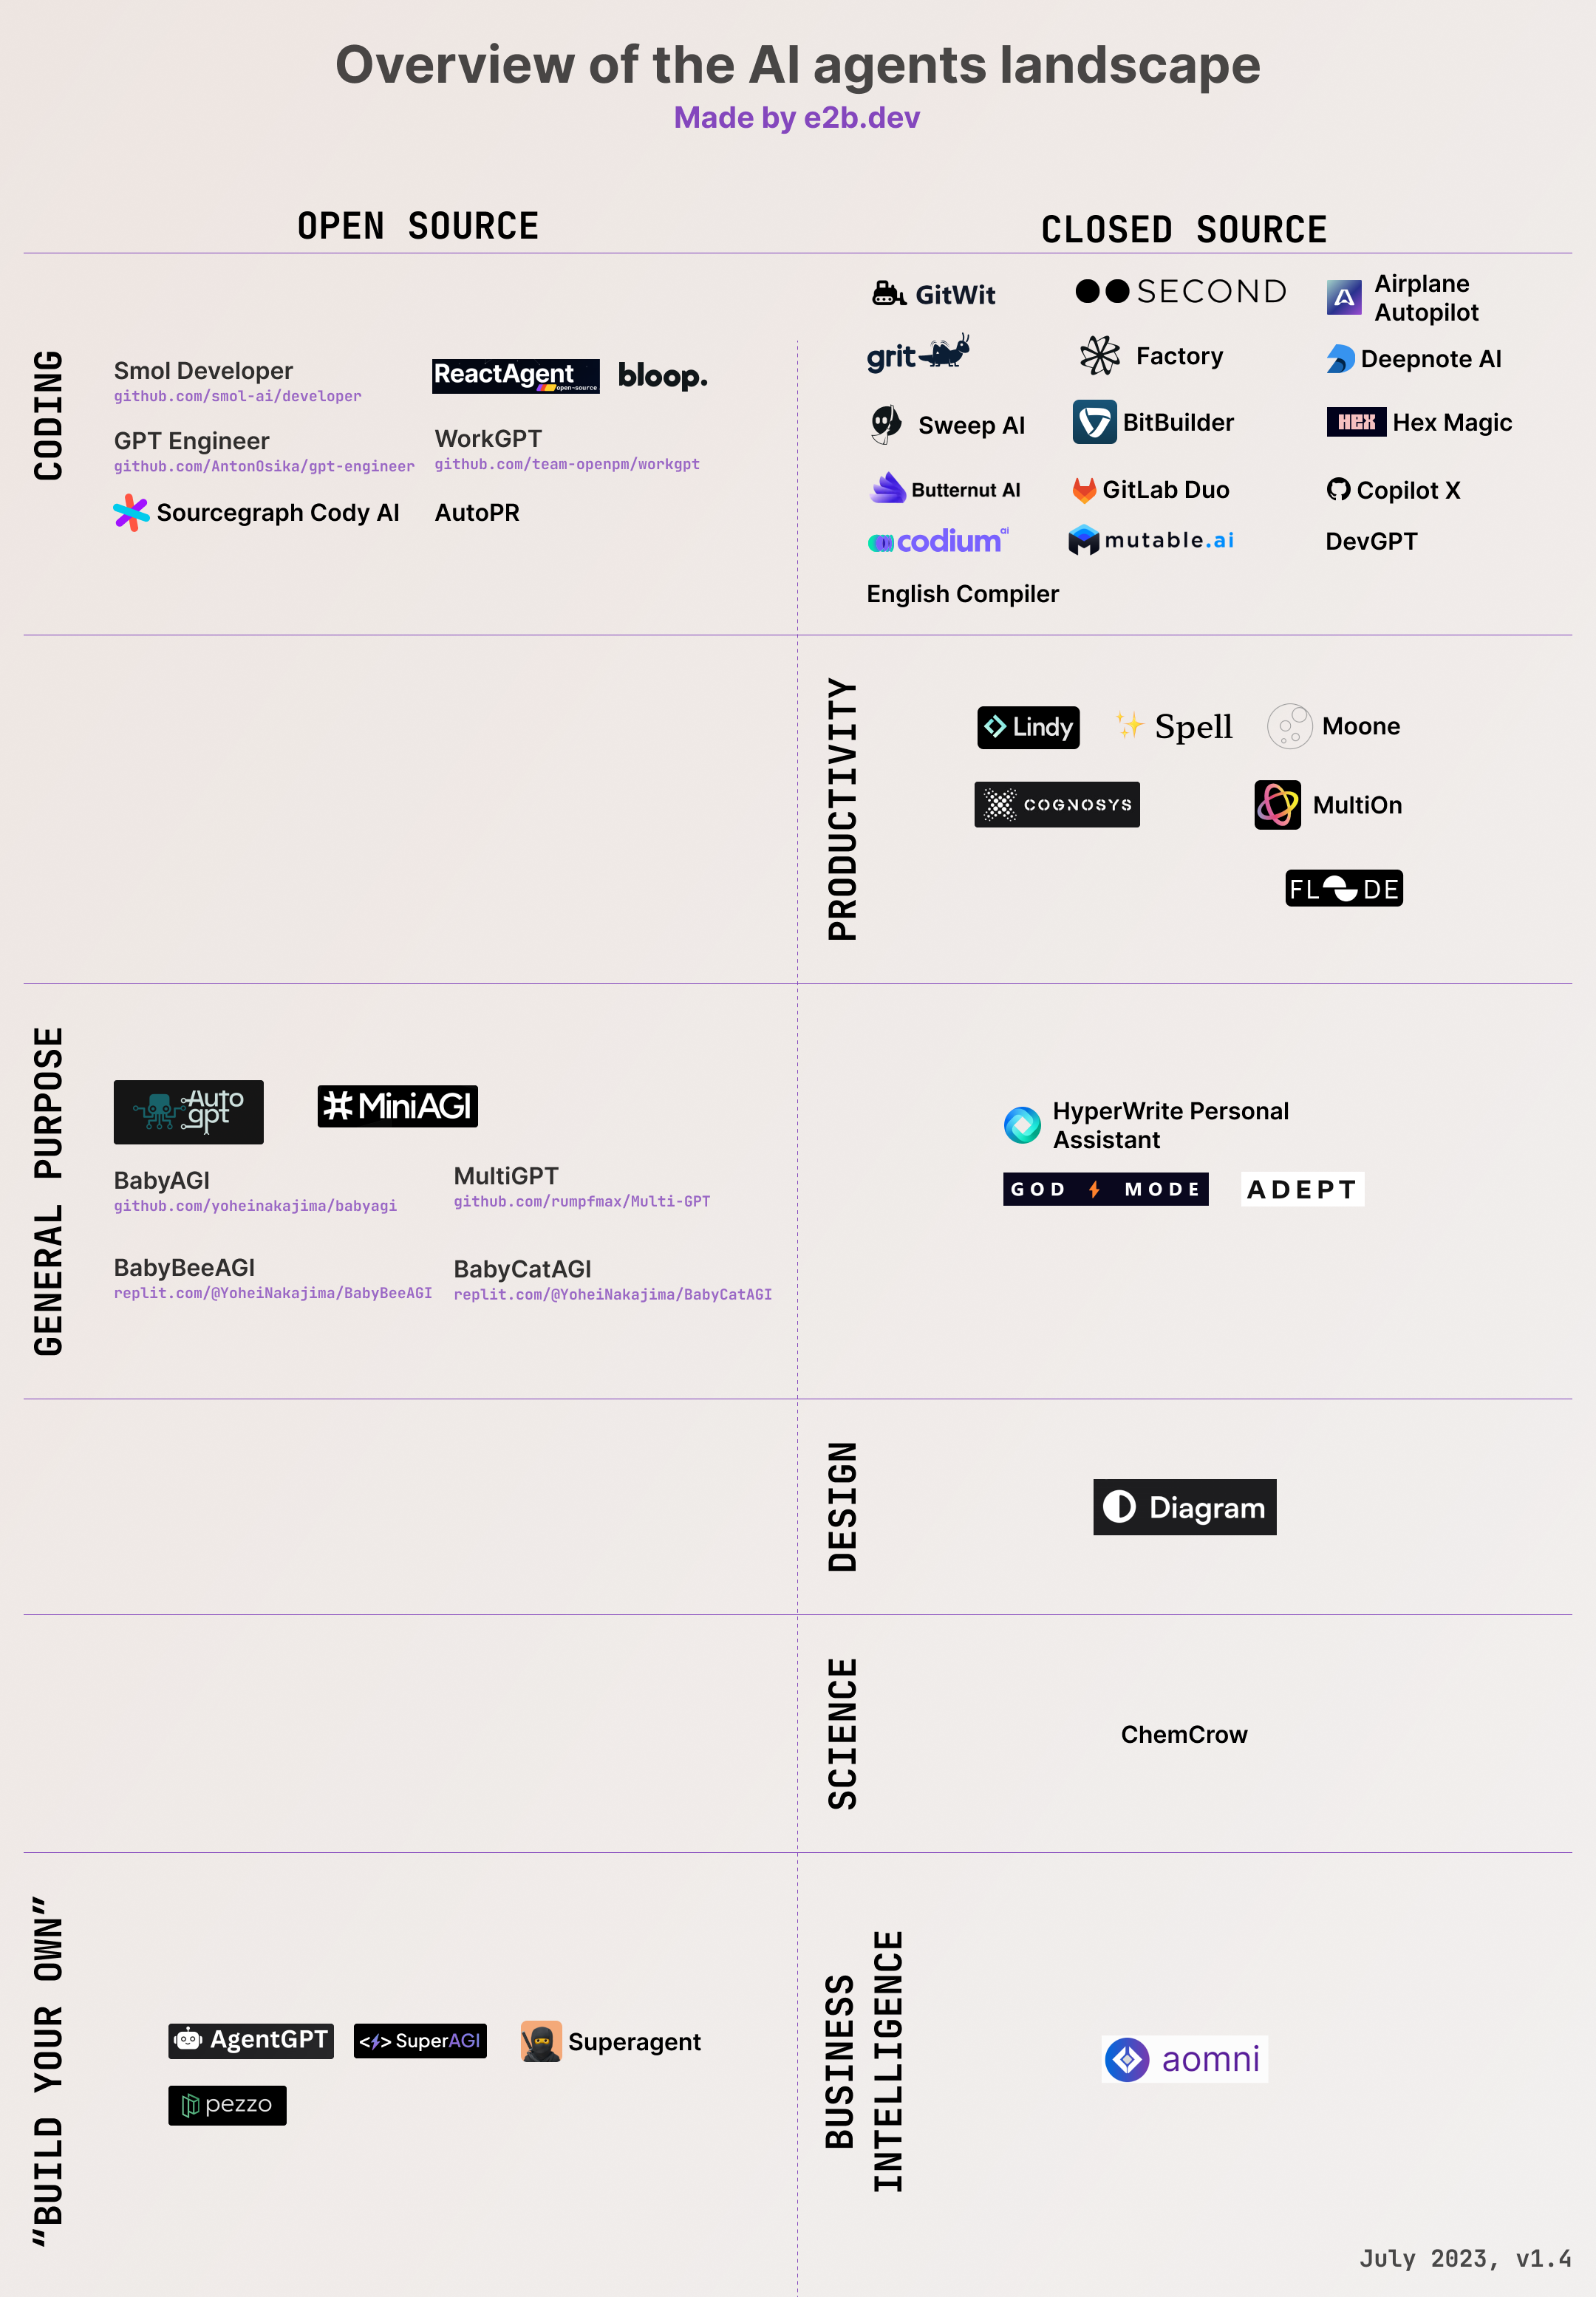 Overview of the AI agents landscape
Made by e2b.dev
OPEN SOURCE
CLOSED SOURCE
CODING
Smol Developer
github.com/smol-ai/developer
ReactAgent
open-source
bloop.
GPT Engineer
github.com/AntonOsika/gpt-engineer
WorkGPT
github.com/team-openpm/workgpt
Sourcegraph Cody AI
AutoPR
GitWit
SECOND
Airplane
Autopilot
grit
Factory
Deepnote AI
Sweep AI
BitBuilder
HEX
Hex Magic
Butternut AI
GitLab Duo
Copilot X
codium ai
mutable.ai
DevGPT
English Compiler
PRODUCTIVITY
Lindy
Spell
Moone
COGNOSYS
MultiOn
FL DE
GENERAL PURPOSE
Auto
gpt
MiniAGI
BabyAGI
github.com/yoheinakajima/babyagi
MultiGPT
github.com/rumpfmax/Multi-GPT
BabyBeeAGI
replit.com/@YoheiNakajima/BabyBeeAGI
BabyCatAGI
replit.com/@YoheiNakajima/BabyCatAGI
HyperWrite Personal
Assistant
GOD MODE
ADEPT
DESIGN
Diagram
SCIENCE
ChemCrow
“BUILD YOUR OWN”
AgentGPT
SuperAGI
Superagent
pezzo
BUSINESS
INTELLIGENCE
aomni
July 2023, v1.4